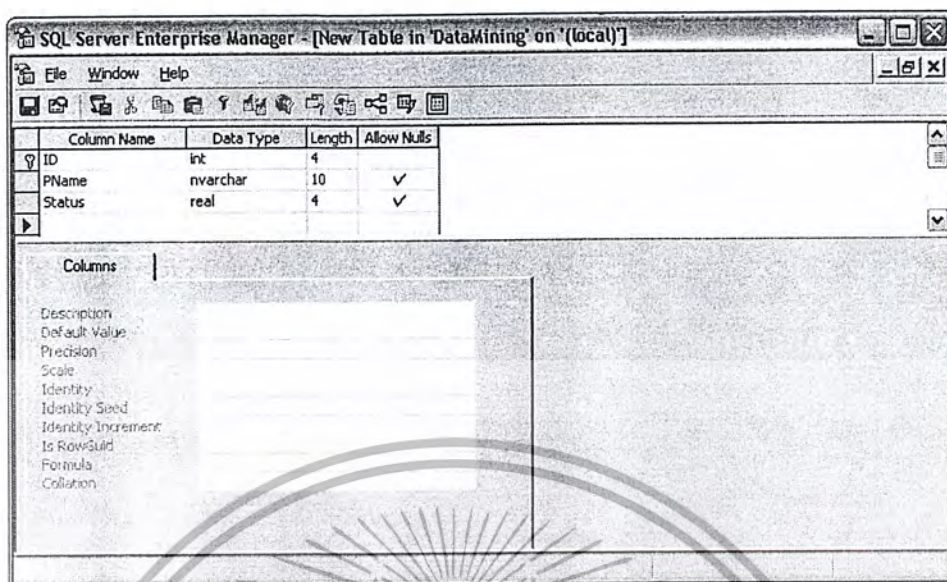 SQL Server Enterprise Manager - [New Table in 'DataMining' on '(local)']
File Window Help
Column Name Data Type Length Allow Nulls
ID int 4
PName nvarchar 10 ✓
Status real 4 ✓
Columns
Description
Default Value
Precision
Scale
Identity
Identity Seed
Identity Increment
Is RowGuid
Formula
Collation